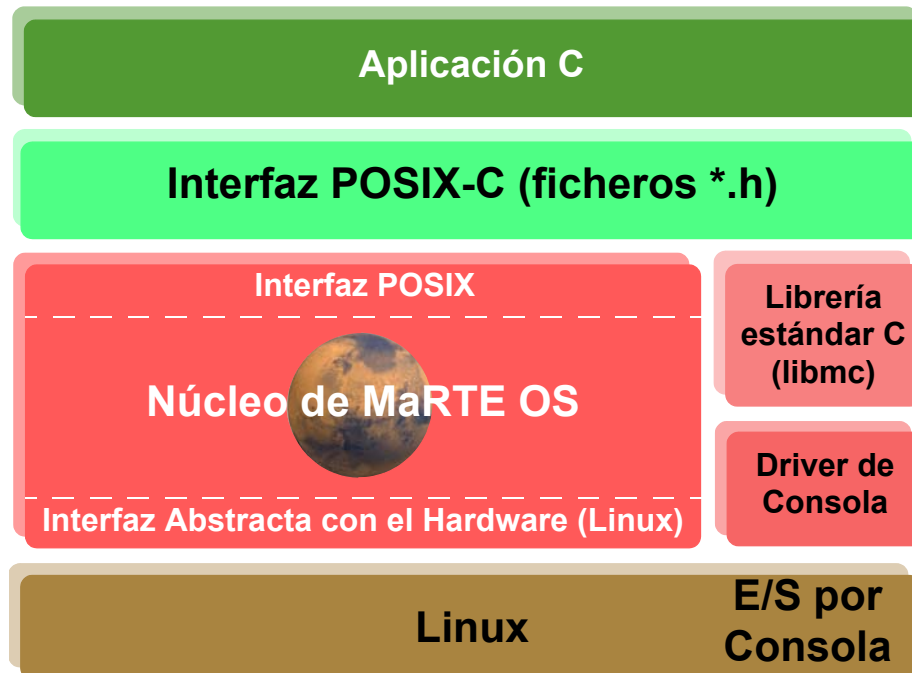 Aplicación C
Interfaz POSIX-C (ficheros *.h)
Interfaz POSIX
Núcleo de MaRTE OS
Interfaz Abstracta con el Hardware (Linux)
Librería
estándar C
(libmc)
Driver de
Consola
Linux
E/S por
Consola